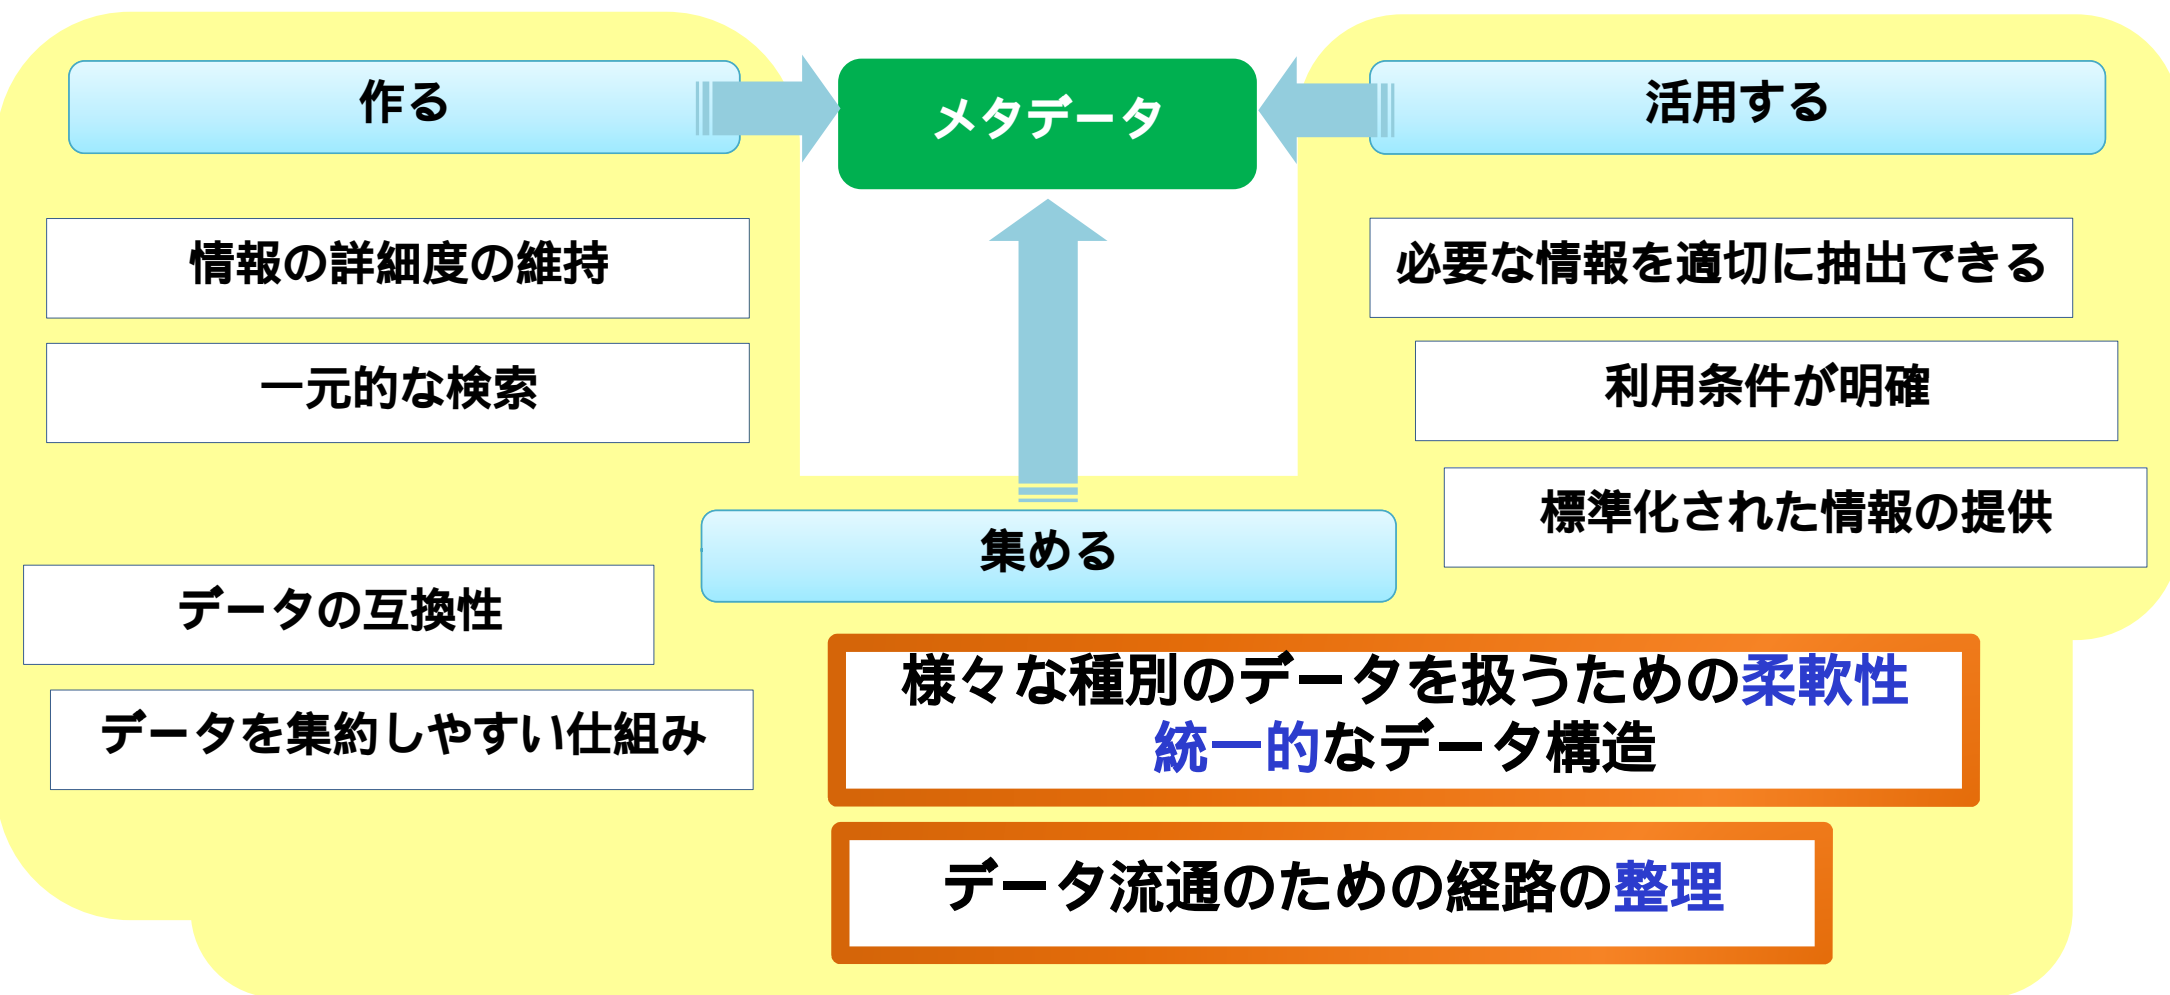 作る
メタデータ
活用する
情報の詳細度の維持
一元的な検索
必要な情報を適切に抽出できる
利用条件が明確
標準化された情報の提供
集める
データの互換性
データを集約しやすい仕組み
様々な種別のデータを扱うための柔軟性
統一的なデータ構造
データ流通のための経路の整理